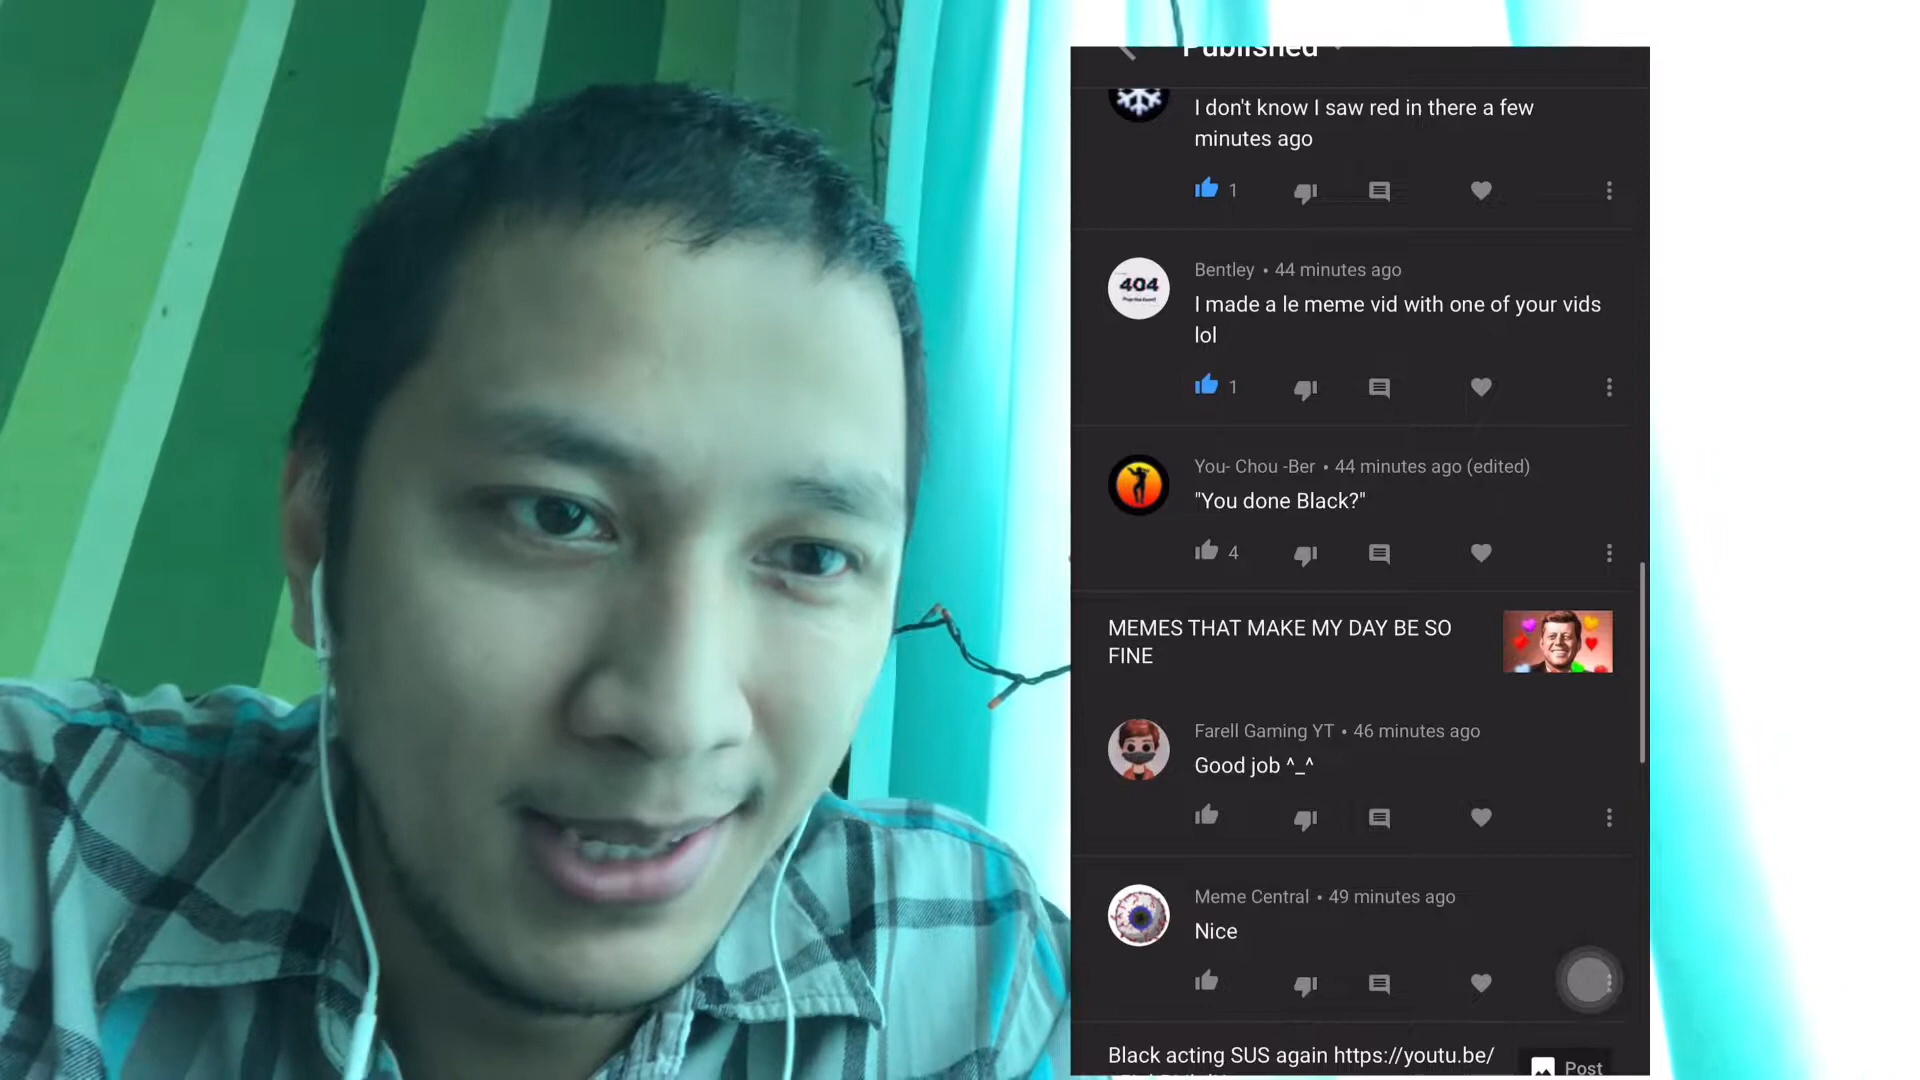 Published
I don't know I saw red in there a few
minutes ago
1
404
Bentley • 44 minutes ago
I made a le meme vid with one of your vids
lol
1
You- Chou -Ber • 44 minutes ago (edited)
"You done Black?"
4
MEMES THAT MAKE MY DAY BE SO
FINE
Farell Gaming YT • 46 minutes ago
Good job ^_^
Meme Central • 49 minutes ago
Nice
Black acting SUS again https://youtu.be/
Post